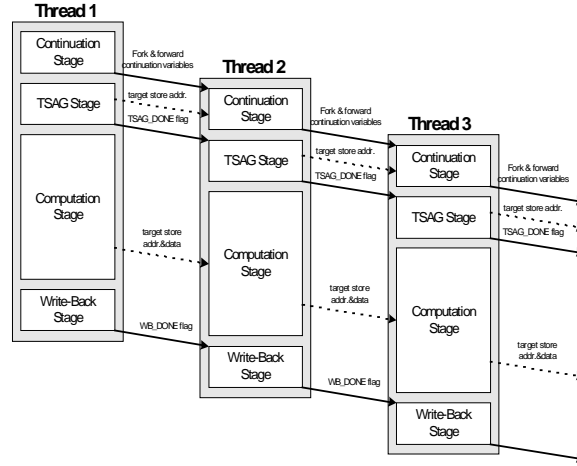 Thread 1
Continuation
Stage
TSAG Stage
Computation
Stage
Write-Back
Stage
Fork & forward
continuation variables
target store addr.
TSAG_DONE flag
target store
addr.&data
WB_DONE flag
Thread 2
Continuation
Stage
TSAG Stage
Computation
Stage
Write-Back
Stage
Fork & forward
continuation variables
target store addr.
TSAG_DONE flag
target store
addr.&data
WB_DONE flag
Thread 3
Continuation
Stage
TSAG Stage
Computation
Stage
Write-Back
Stage
Fork & forward
continuation variables
target store addr.
TSAG_DONE flag
target store
addr.&data